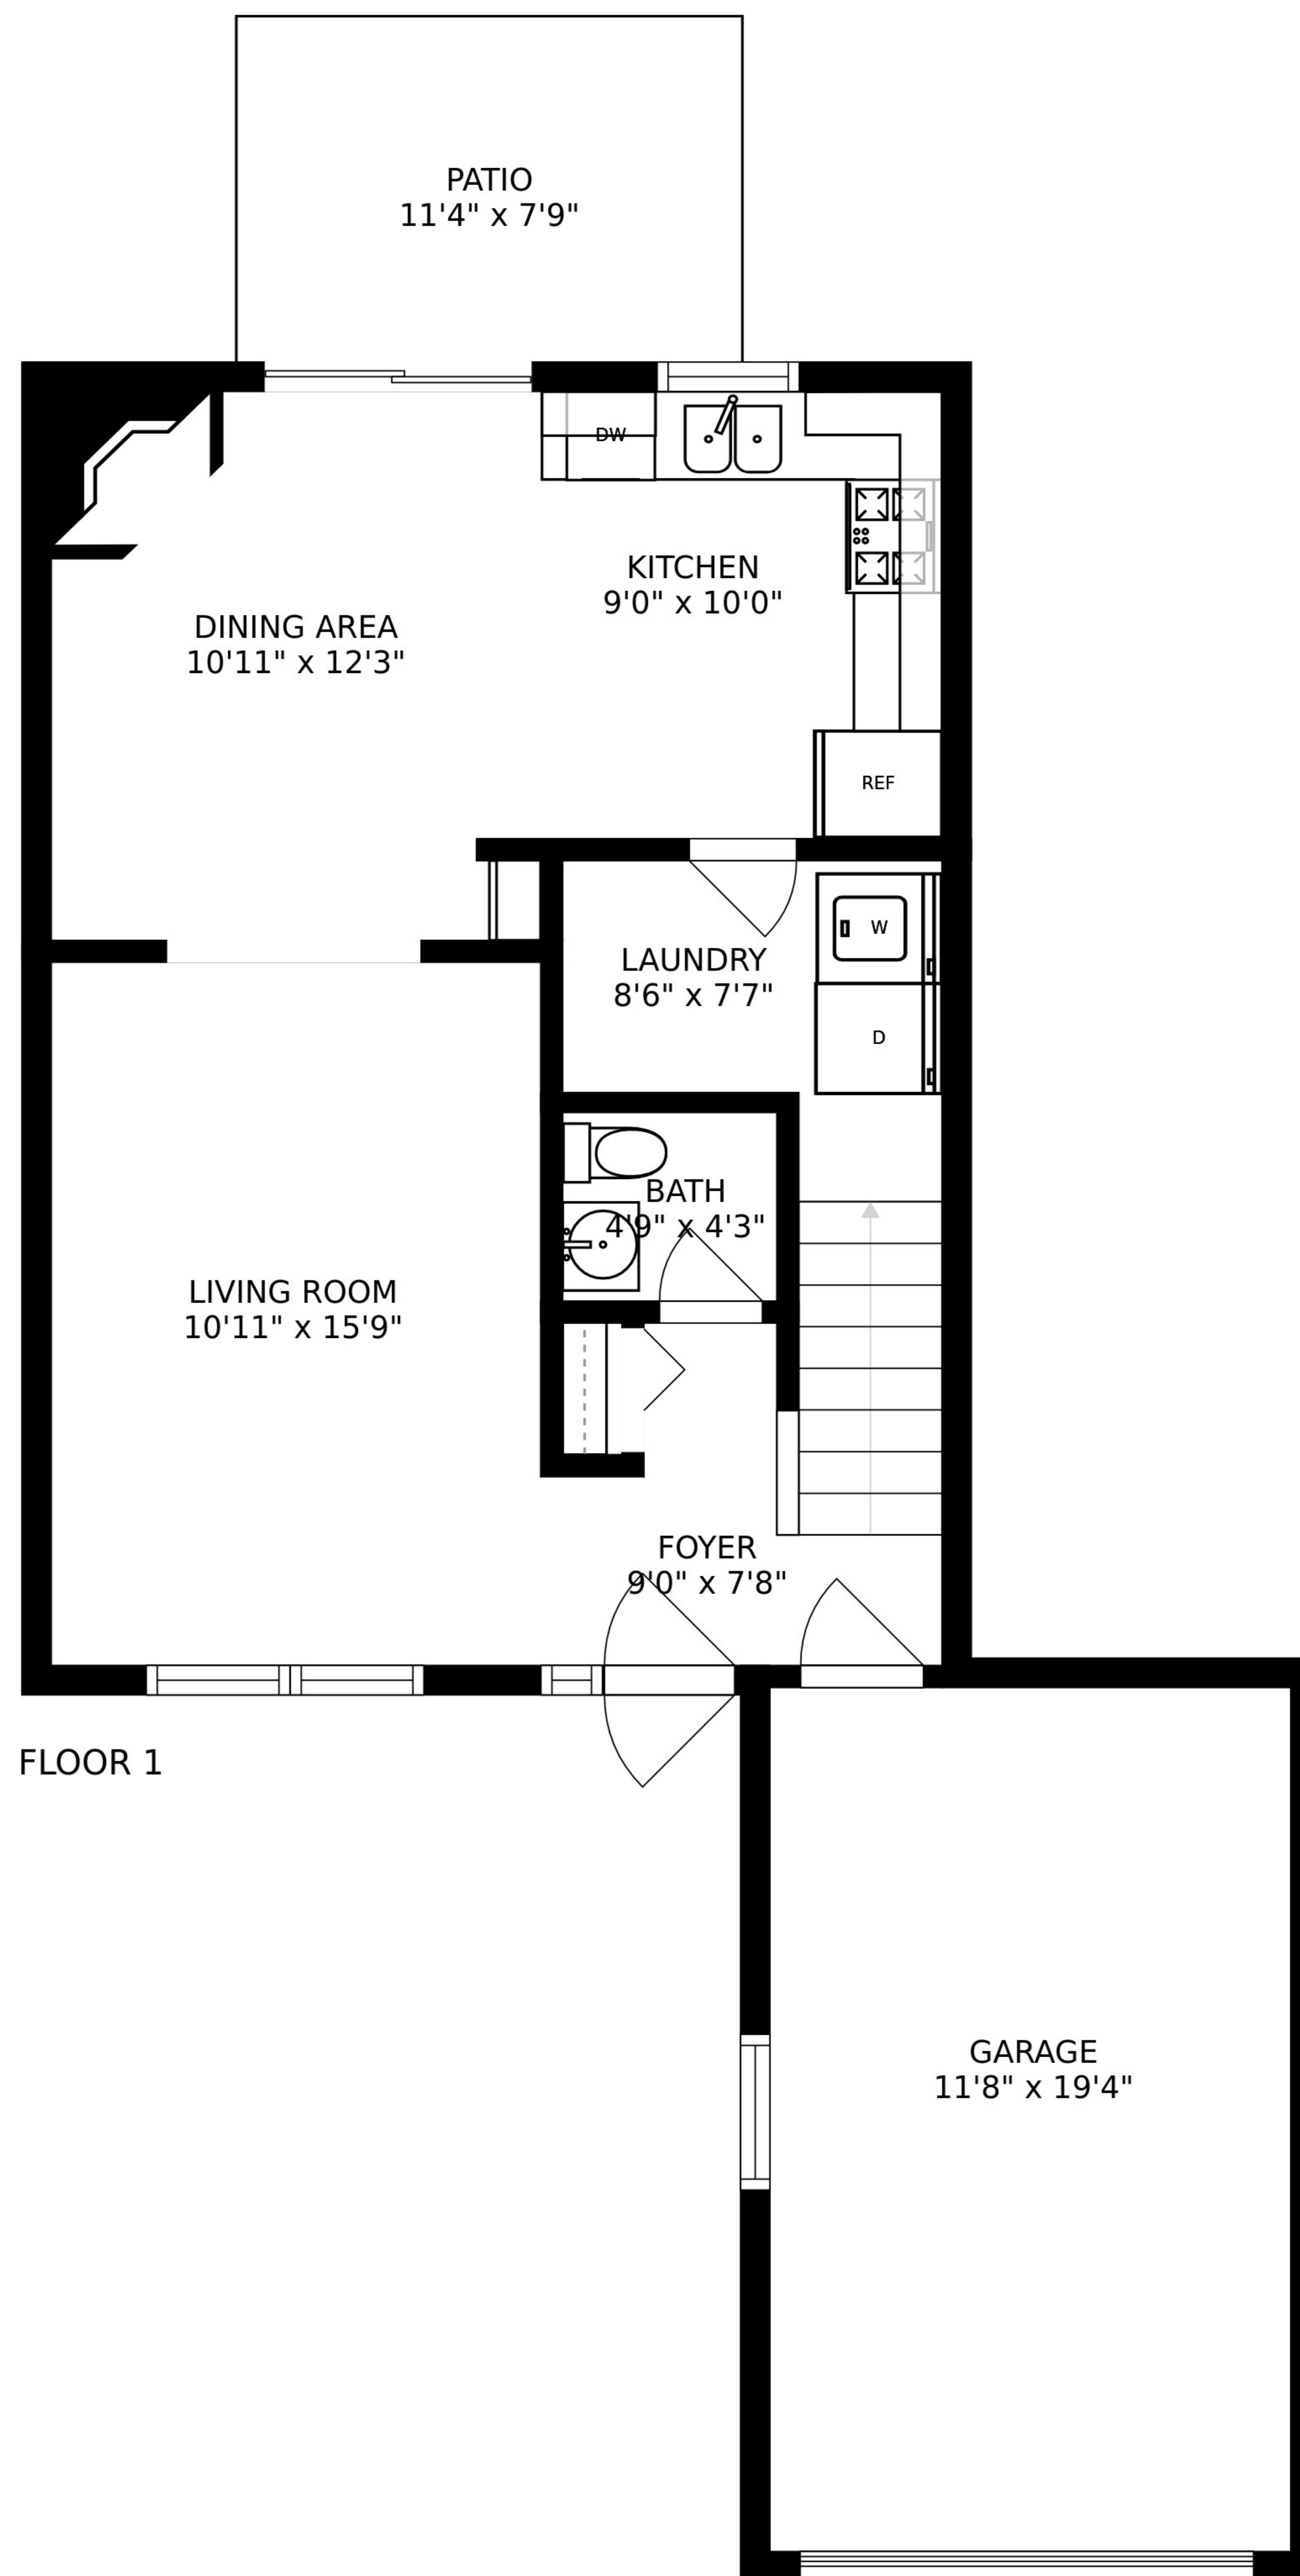 PATIO
11'4" x 7'9"
DW
KITCHEN
9'0" x 10'0"
DINING AREA
10'11" x 12'3"
REF
W
LAUNDRY
8'6" x 7'7"
D
BATH
4'9" x 4'3"
LIVING ROOM
10'11" x 15'9"
FOYER
9'0" x 7'8"
FLOOR 1
GARAGE
11'8" x 19'4"